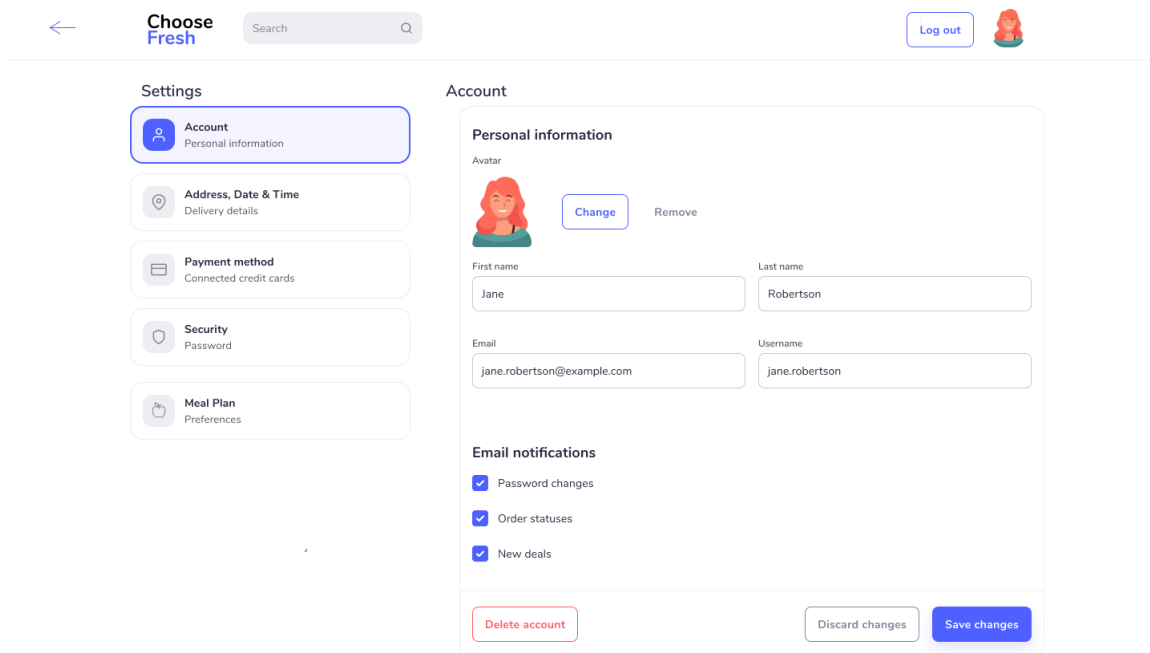 Choose
Fresh
Search
Log out
Settings
Account
Personal information
Address, Date & Time
Delivery details
Payment method
Connected credit cards
Security
Password
Meal Plan
Preferences
Account
Personal information
Avatar
Change
Remove
First name
Last name
Jane
Robertson
Email
Username
jane.robertson@example.com
jane.robertson
Email notifications
Password changes
Order statuses
New deals
Delete account
Discard changes
Save changes